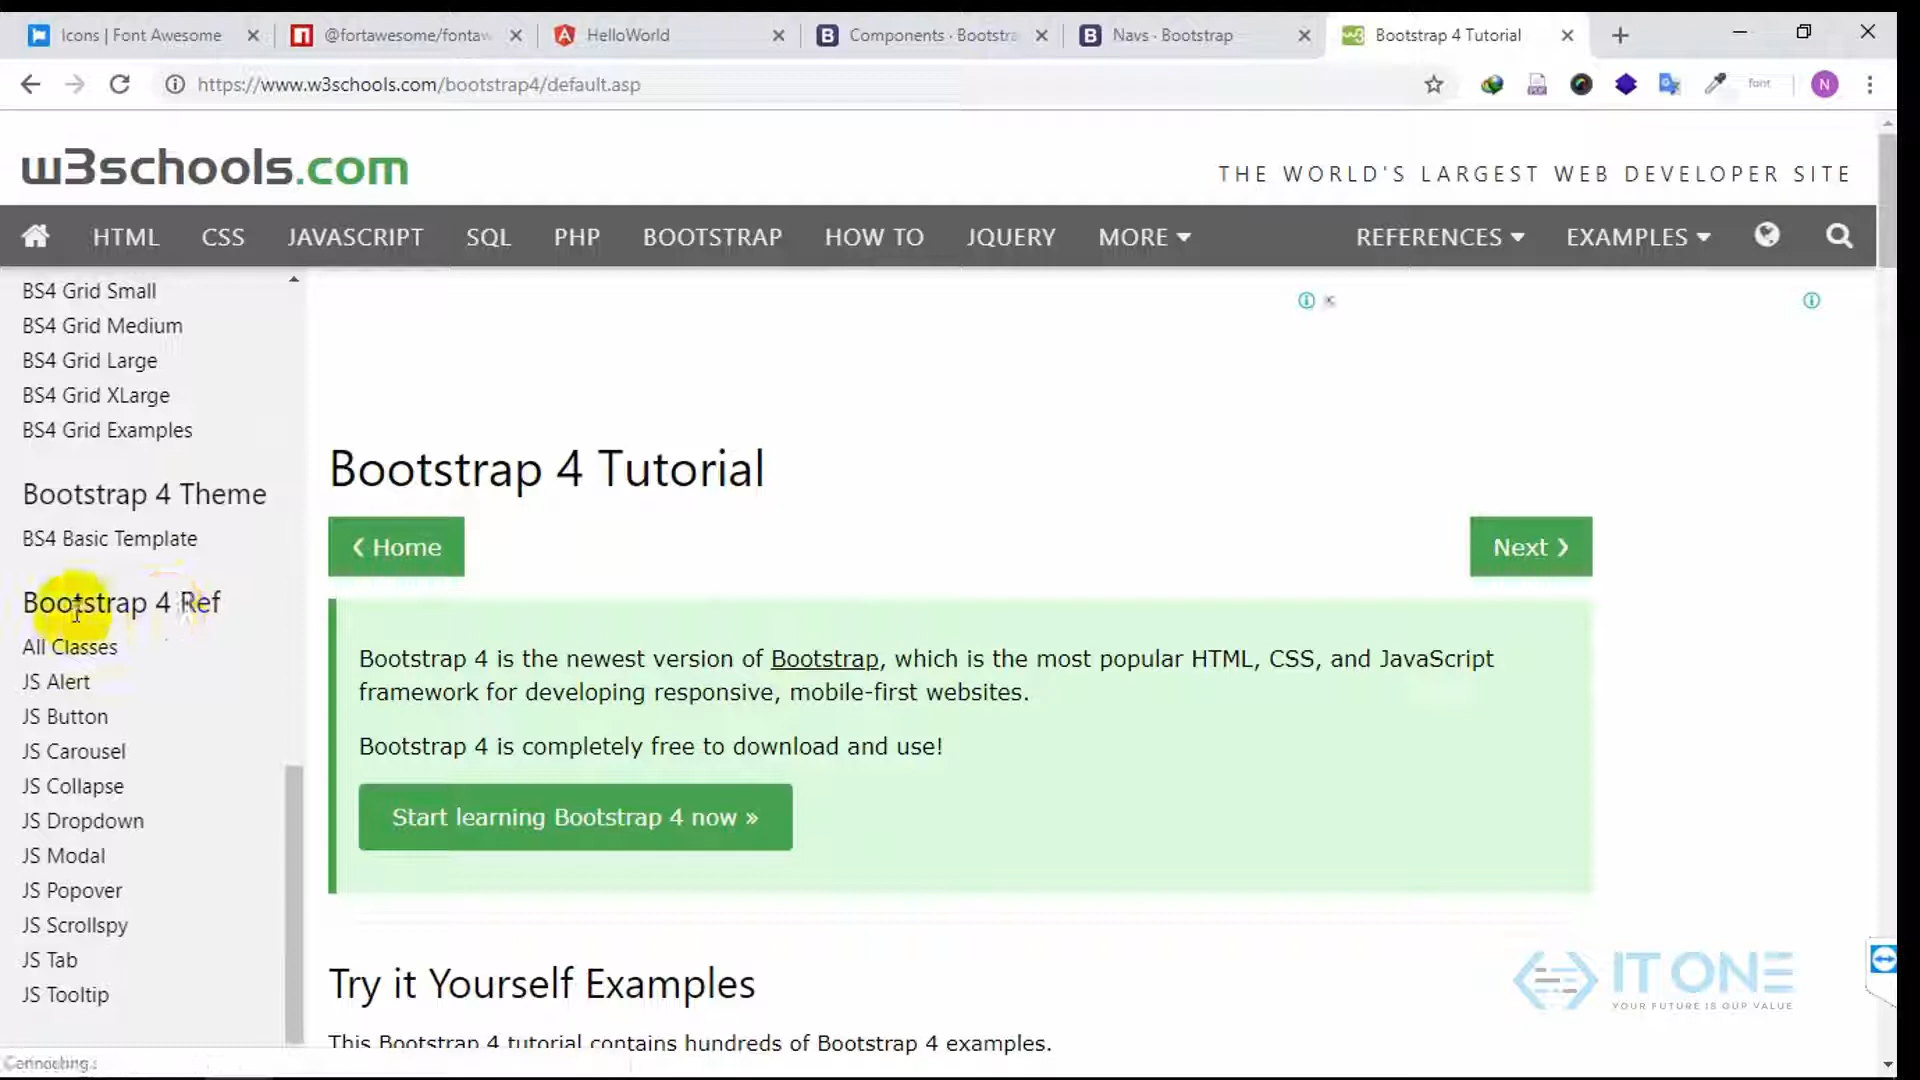 Icons | Font Awesome
@fortawesome/fontaw
HelloWorld
Components · Bootstra
Navs · Bootstrap
Bootstrap 4 Tutorial
https://www.w3schools.com/bootstrap4/default.asp
font
N
w3schools.com
THE WORLD'S LARGEST WEB DEVELOPER SITE
HTML CSS JAVASCRIPT SQL PHP BOOTSTRAP HOW TO JQUERY MORE REFERENCES EXAMPLES
BS4 Grid Small
BS4 Grid Medium
BS4 Grid Large
BS4 Grid XLarge
BS4 Grid Examples
Bootstrap 4 Theme
BS4 Basic Template
Bootstrap 4 Ref
All Classes
JS Alert
JS Button
JS Carousel
JS Collapse
JS Dropdown
JS Modal
JS Popover
JS Scrollspy
JS Tab
JS Tooltip
Bootstrap 4 Tutorial
❮ Home
Next ❯
Bootstrap 4 is the newest version of Bootstrap, which is the most popular HTML, CSS, and JavaScript
framework for developing responsive, mobile-first websites.
Bootstrap 4 is completely free to download and use!
Start learning Bootstrap 4 now »
Try it Yourself Examples
This Bootstrap 4 tutorial contains hundreds of Bootstrap 4 examples.
IT ONE
YOUR FUTURE IS OUR VALUE